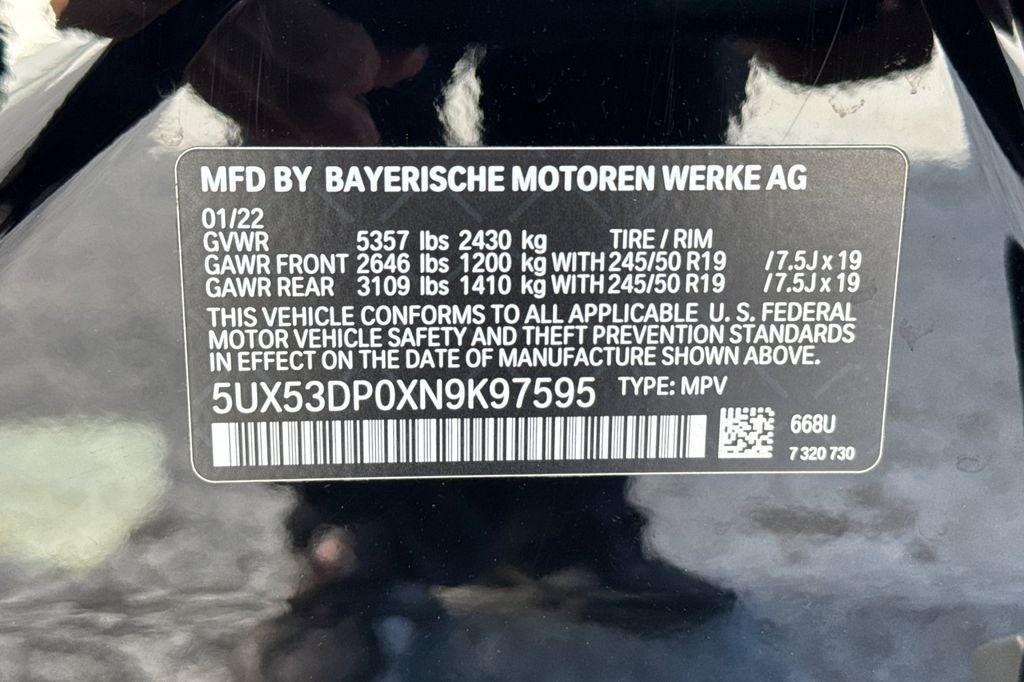 MFD BY BAYERISCHE MOTOREN WERKE AG
01/22
GVWR 5357 lbs 2430 kg TIRE / RIM
GAWR FRONT 2646 lbs 1200 kg WITH 245/50 R19 / 7.5J x 19
GAWR REAR 3109 lbs 1410 kg WITH 245/50 R19 / 7.5J x 19
THIS VEHICLE CONFORMS TO ALL APPLICABLE U. S. FEDERAL
MOTOR VEHICLE SAFETY AND THEFT PREVENTION STANDARDS
IN EFFECT ON THE DATE OF MANUFACTURE SHOWN ABOVE.
5UX53DP0XN9K97595 TYPE: MPV
668U
7 320 730